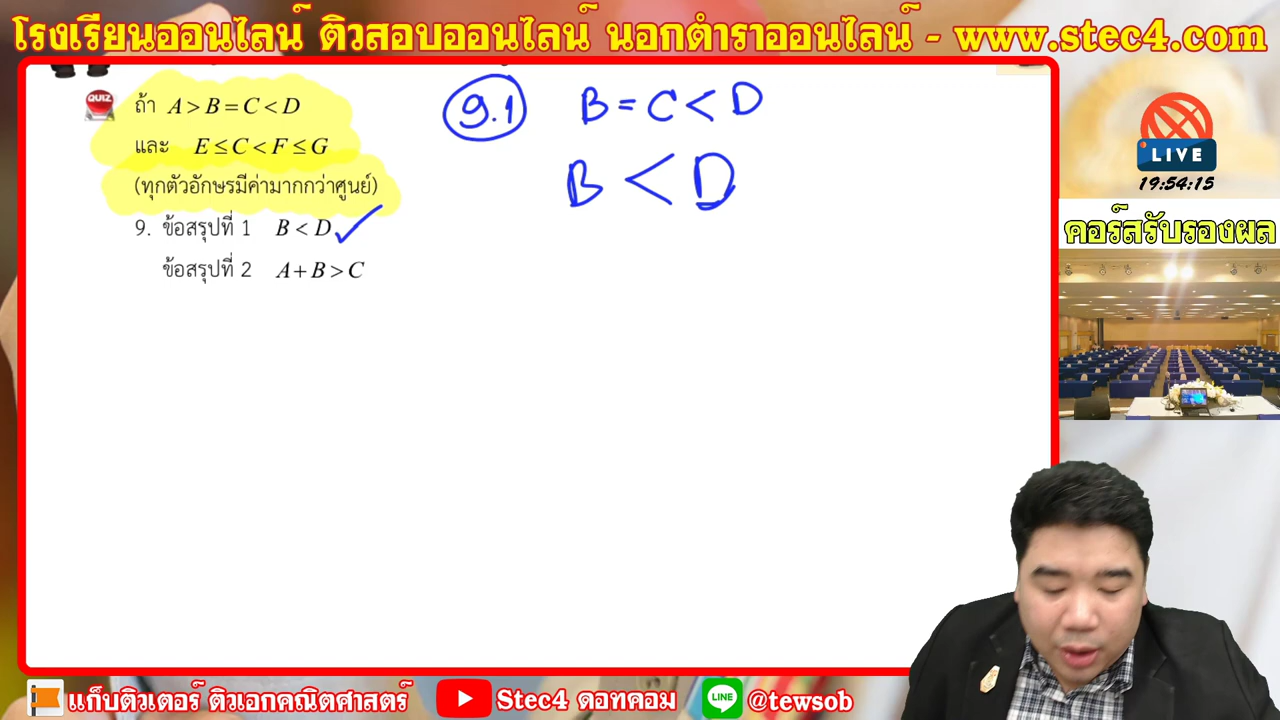 โรงเรียนออนไลน์ ติวสอบออนไลน์ นอกตำราออนไลน์ - www.stec4.com
QUIZ ถ้า A > B = C < D
และ E ≤ C < F ≤ G
(ทุกตัวอักษรมีค่ามากกว่าศูนย์)
9. ข้อสรุปที่ 1 B < D
ข้อสรุปที่ 2 A + B > C
9.1 B = C < D
B < D
LIVE
19:54:15
คอร์สรับรองผล
แก็บติวเตอร์ ติวเอกคณิตศาสตร์ Stec4 ดอทคอม LINE @tewsob